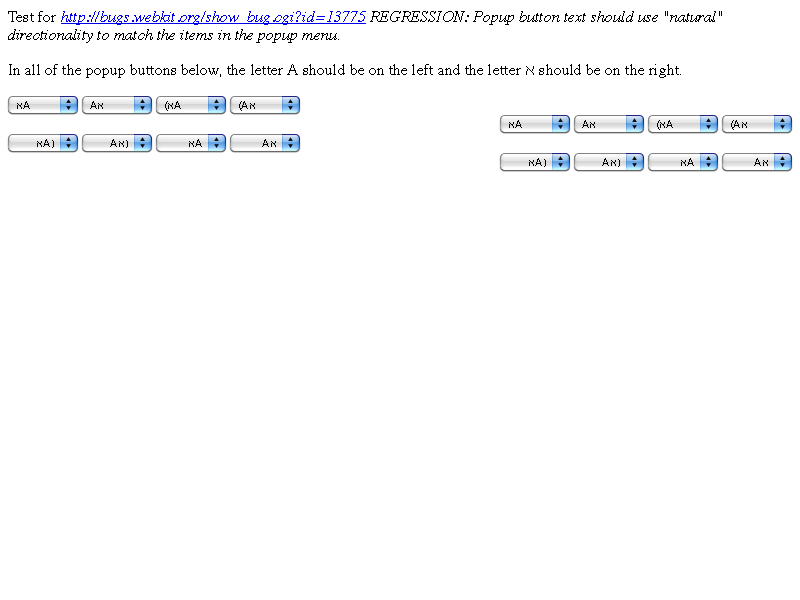 Test for http://bugs.webkit.org/show_bug.cgi?id=13775 REGRESSION: Popup button text should use "natural"
directionality to match the items in the popup menu.
In all of the popup buttons below, the letter A should be on the left and the letter א should be on the right.
אA Aא (אA (Aא
אA Aא (אA (Aא
אA) Aא) אA Aא
אA) Aא) אA Aא